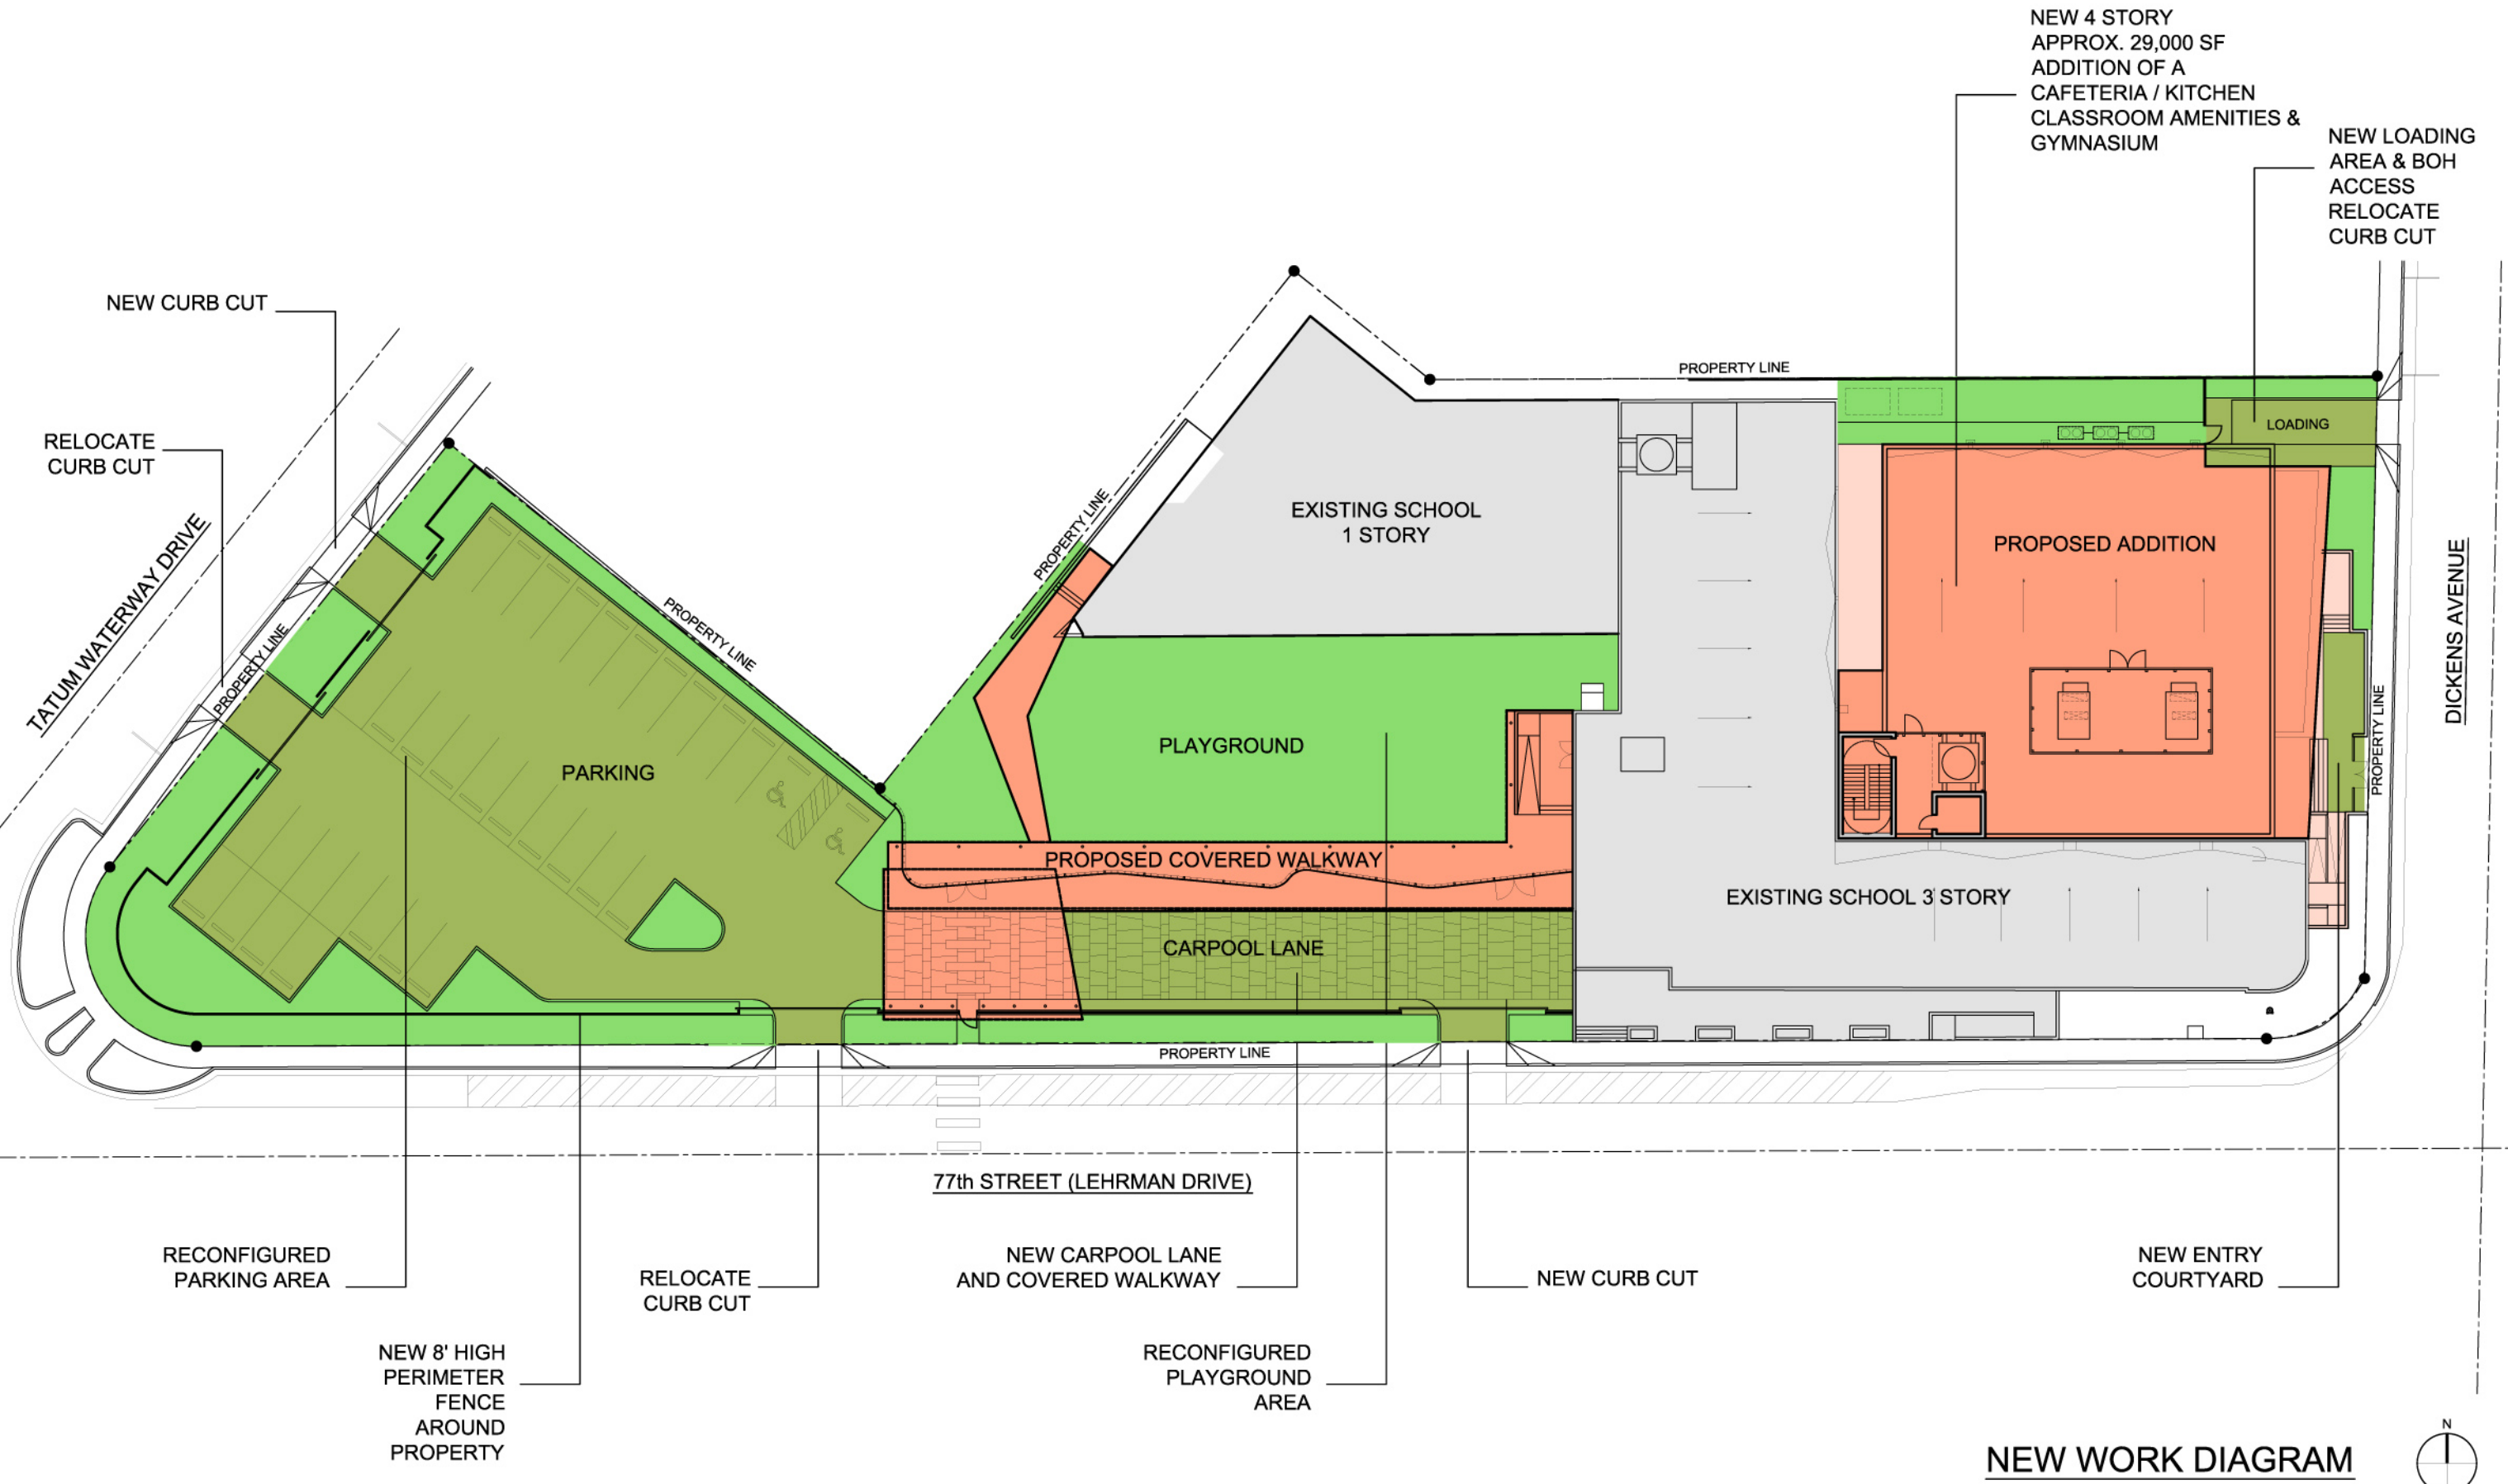 NEW 4 STORY
APPROX. 29,000 SF
ADDITION OF A
CAFETERIA / KITCHEN
CLASSROOM AMENITIES &
GYMNASIUM
NEW LOADING
AREA & BOH
ACCESS
RELOCATE
CURB CUT
NEW CURB CUT
RELOCATE
CURB CUT
TATUM WATERWAY DRIVE
PROPERTY LINE
PROPERTY LINE
PROPERTY LINE
PROPERTY LINE
LOADING
EXISTING SCHOOL
1 STORY
PROPOSED ADDITION
DICKENS AVENUE
PROPERTY LINE
PARKING
PLAYGROUND
PROPOSED COVERED WALKWAY
EXISTING SCHOOL 3 STORY
CARPOOL LANE
PROPERTY LINE
77th STREET (LEHRMAN DRIVE)
RECONFIGURED
PARKING AREA
RELOCATE
CURB CUT
NEW CARPOOL LANE
AND COVERED WALKWAY
NEW CURB CUT
NEW ENTRY
COURTYARD
NEW 8' HIGH
PERIMETER
FENCE
AROUND
PROPERTY
RECONFIGURED
PLAYGROUND
AREA
NEW WORK DIAGRAM
N